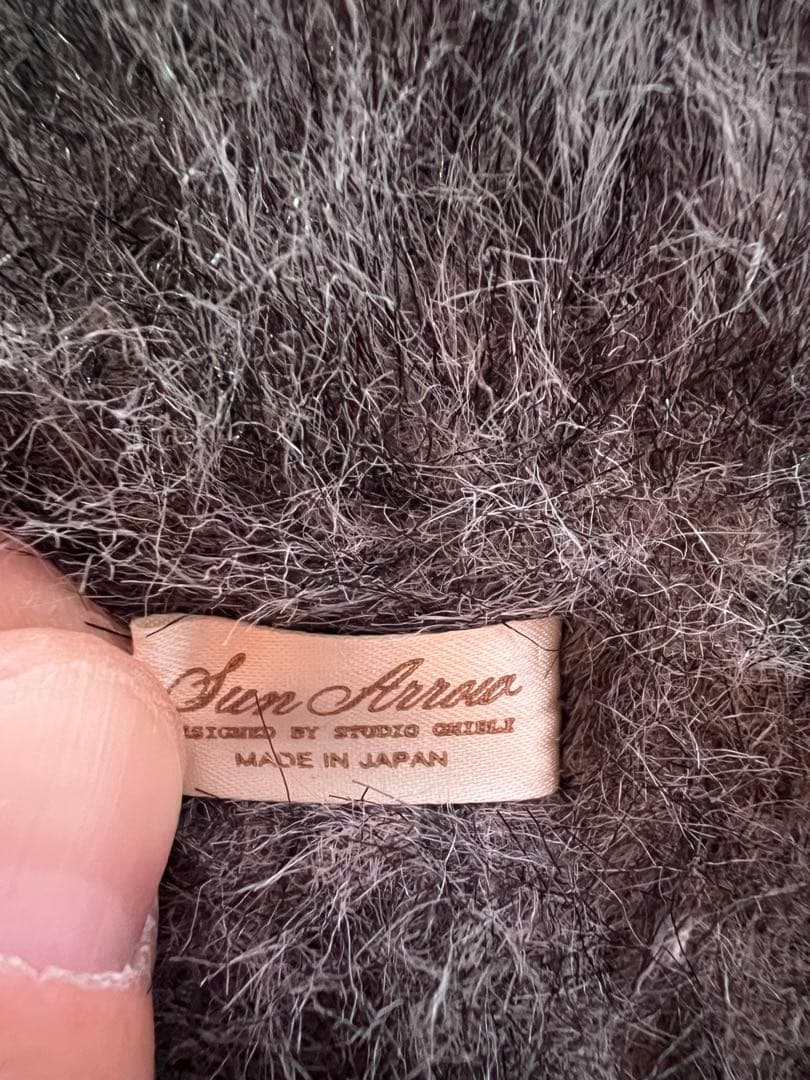 Sun Arrow
DESIGNED BY STUDIO GHIBLI
MADE IN JAPAN